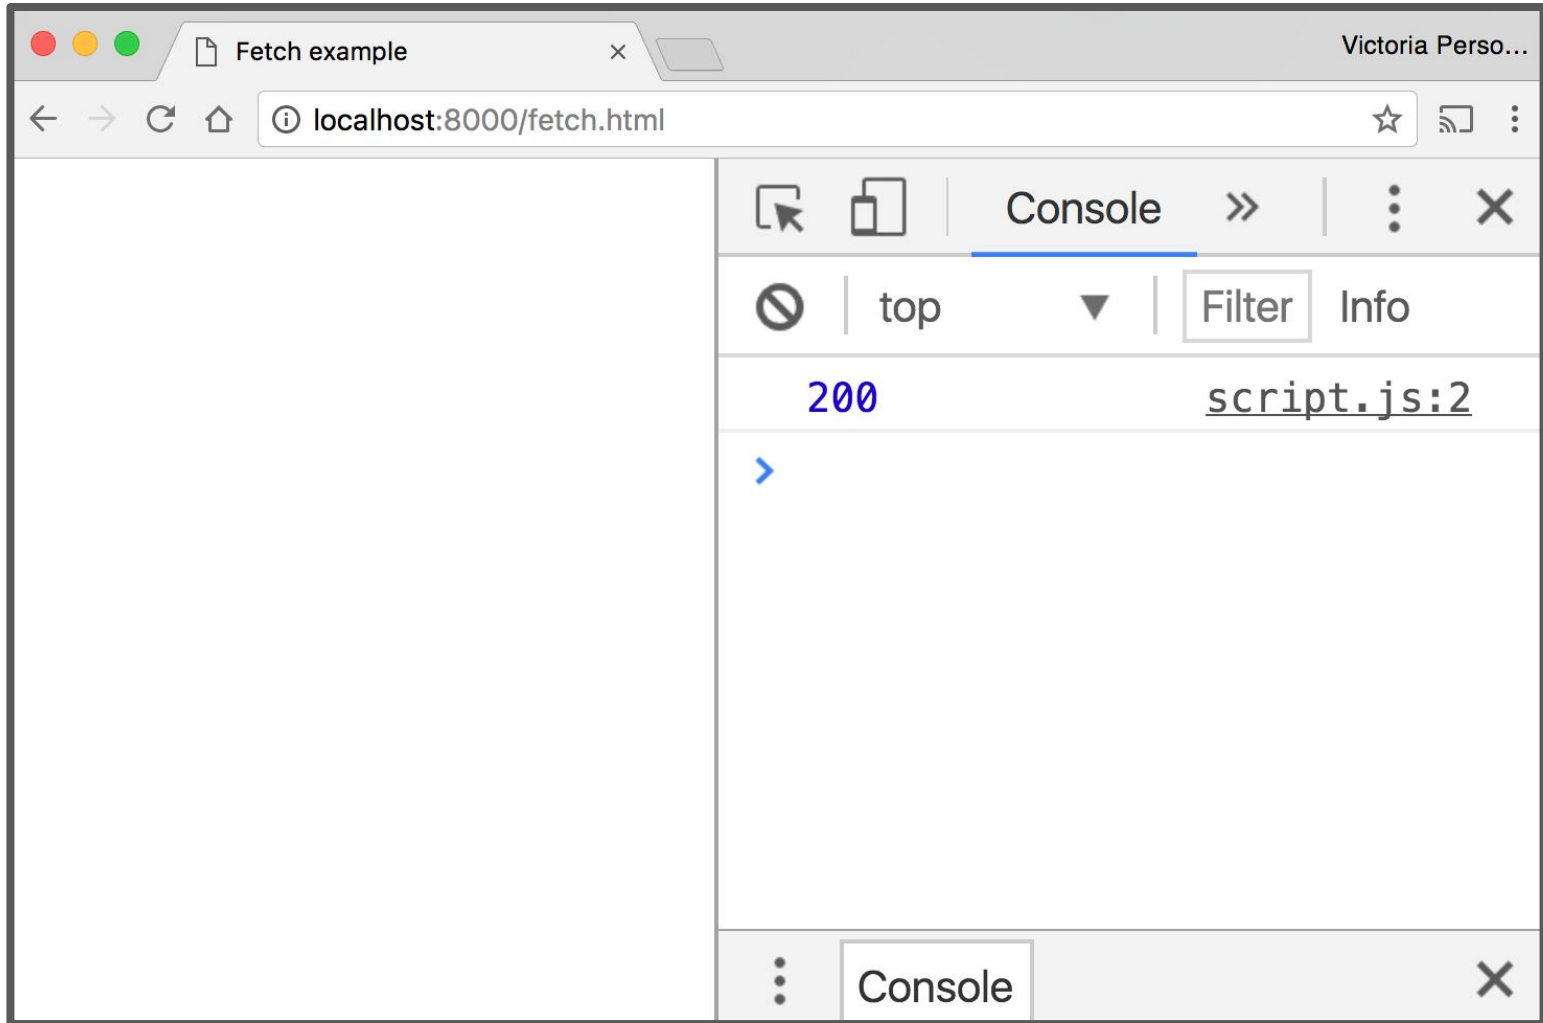 Fetch example
Victoria Perso...
localhost:8000/fetch.html
Console
top Filter Info
200 script.js:2
Console